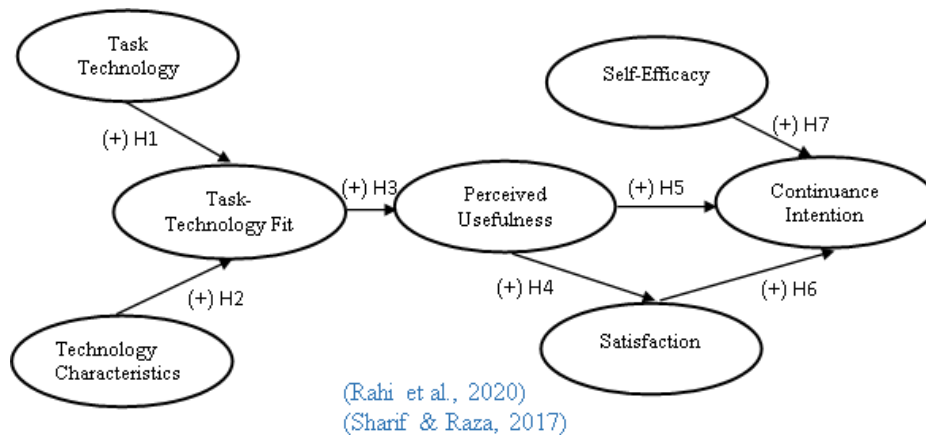 Task
Technology
(+) H1
Task-
Technology Fit
(+) H2
Technology
Characteristics
(+) H3
Perceived
Usefulness
(+) H4
Satisfaction
(+) H5
(+) H6
Self-Efficacy
(+) H7
Continuance
Intention
(Rahi et al., 2020)
(Sharif & Raza, 2017)